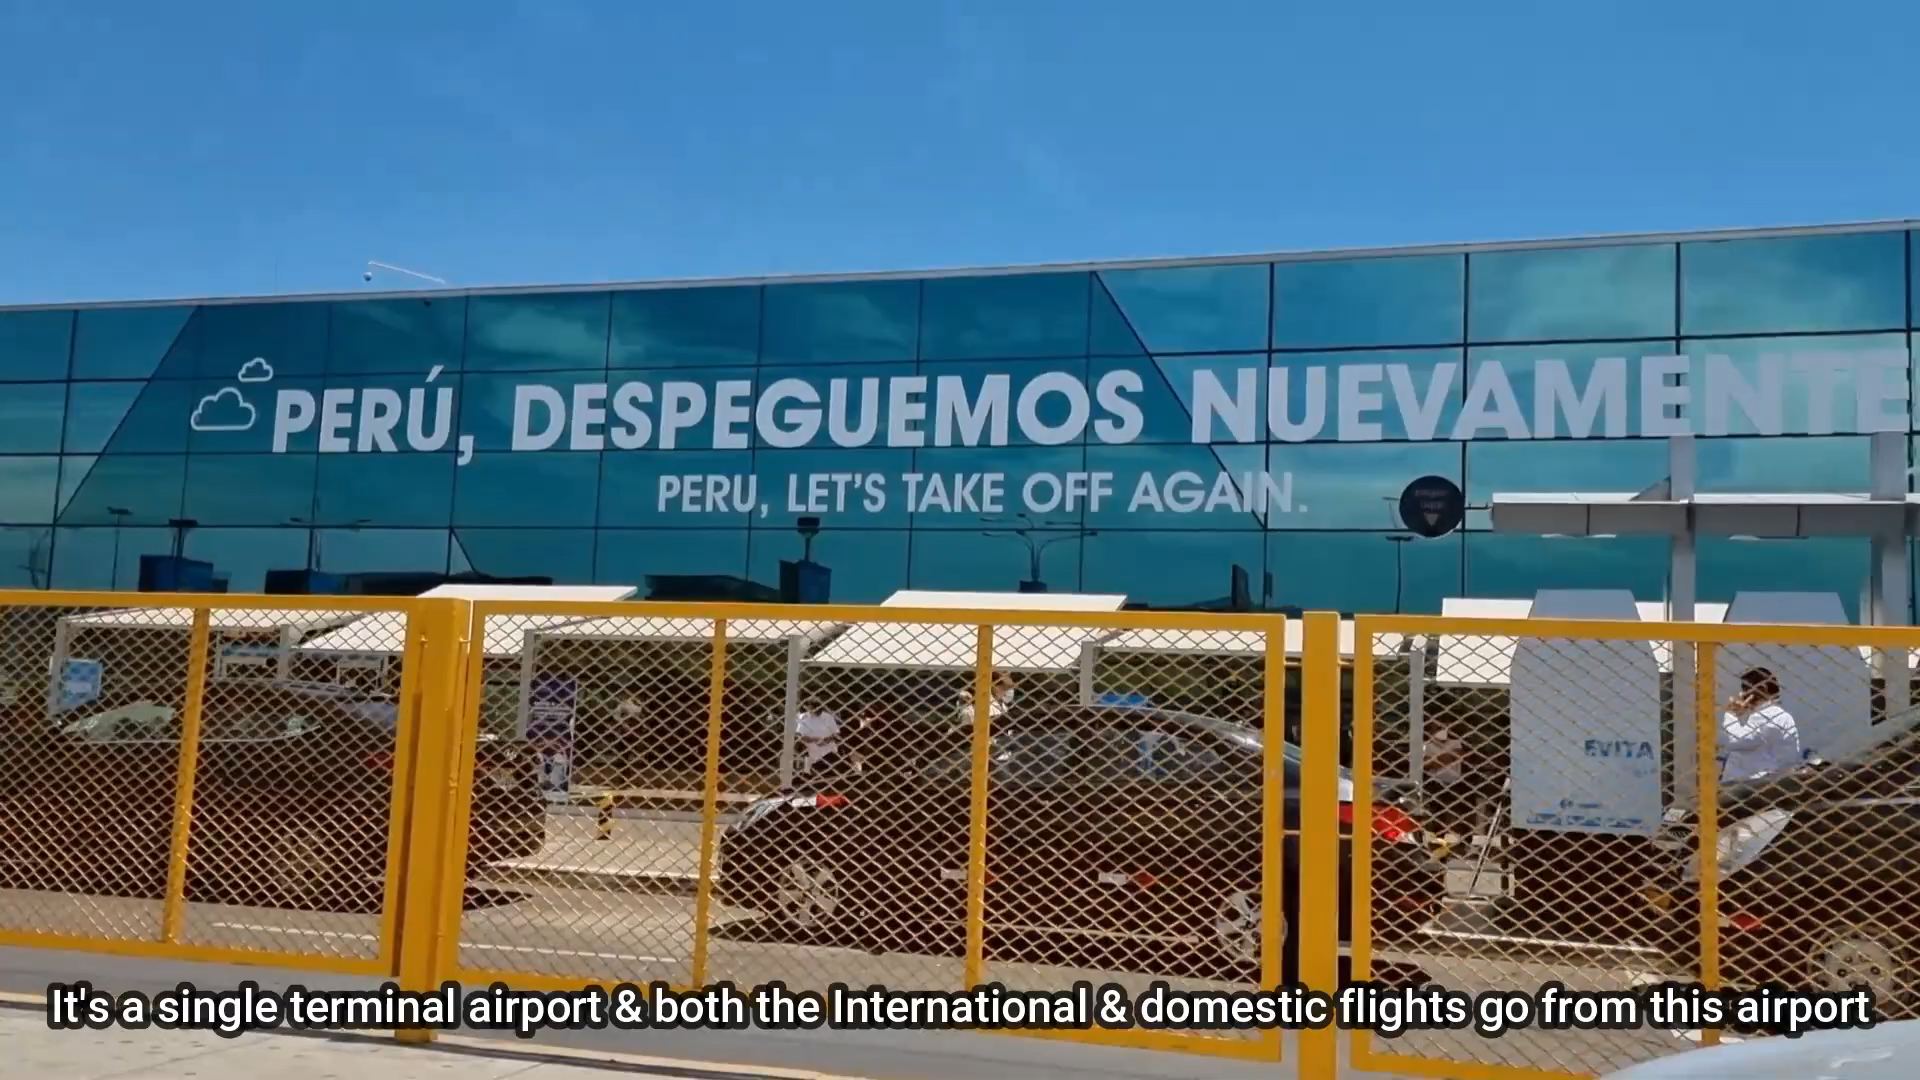 PERÚ, DESPEGUEMOS NUEVAMENTE
PERU, LET'S TAKE OFF AGAIN.
EVITA
It's a single terminal airport & both the International & domestic flights go from this airport